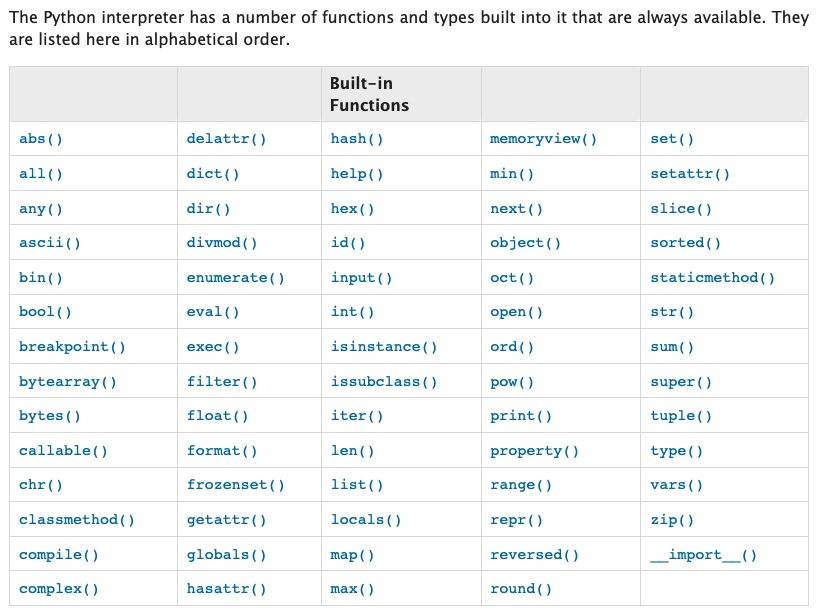 The Python interpreter has a number of functions and types built into it that are always available. They
are listed here in alphabetical order.
Built-in
Functions
abs() delattr() hash() memoryview() set()
all() dict() help() min() setattr()
any() dir() hex() next() slice()
ascii() divmod() id() object() sorted()
bin() enumerate() input() oct() staticmethod()
bool() eval() int() open() str()
breakpoint() exec() isinstance() ord() sum()
bytearray() filter() issubclass() pow() super()
bytes() float() iter() print() tuple()
callable() format() len() property() type()
chr() frozenset() list() range() vars()
classmethod() getattr() locals() repr() zip()
compile() globals() map() reversed() __import__()
complex() hasattr() max() round()